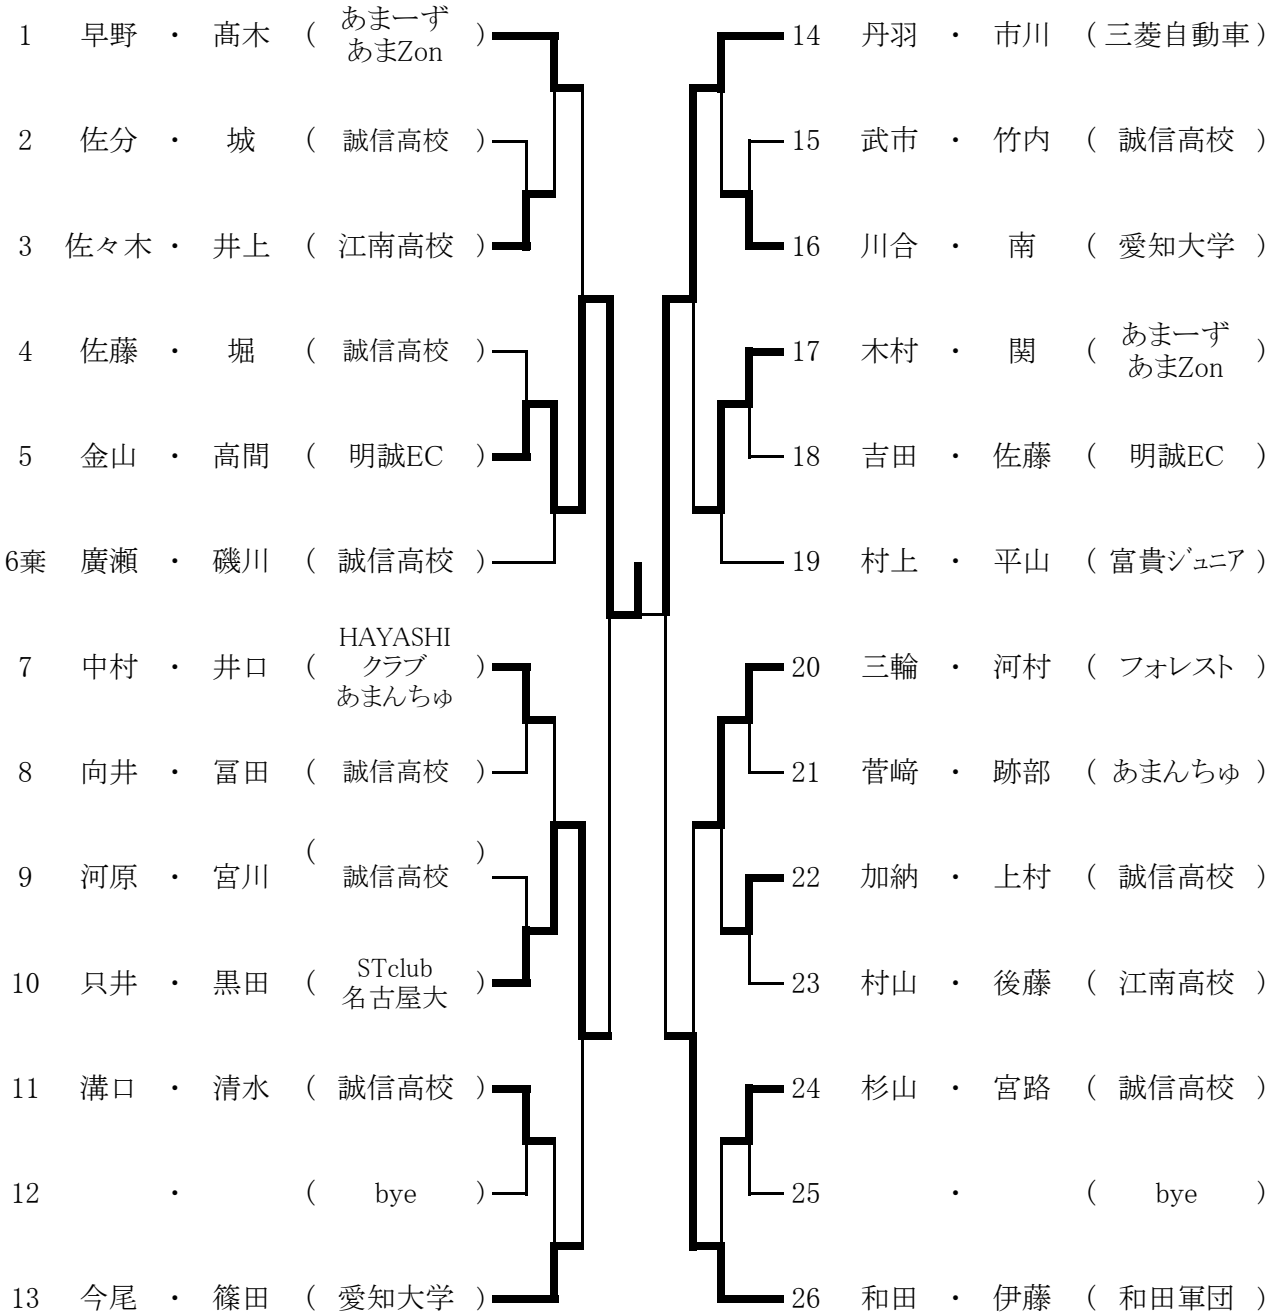 1 早野 ・ 髙木 ( あまーず あまZon )
2 佐分 ・ 城 ( 誠信高校 )
3 佐々木 ・ 井上 ( 江南高校 )
4 佐藤 ・ 堀 ( 誠信高校 )
5 金山 ・ 高間 ( 明誠EC )
6棄 廣瀬 ・ 磯川 ( 誠信高校 )
7 中村 ・ 井口 ( HAYASHI クラブ あまんちゅ )
8 向井 ・ 冨田 ( 誠信高校 )
9 河原 ・ 宮川 ( 誠信高校 )
10 只井 ・ 黒田 ( STclub 名古屋大 )
11 溝口 ・ 清水 ( 誠信高校 )
12 ・ ( bye )
13 今尾 ・ 篠田 ( 愛知大学 )
14 丹羽 ・ 市川 ( 三菱自動車 )
15 武市 ・ 竹内 ( 誠信高校 )
16 川合 ・ 南 ( 愛知大学 )
17 木村 ・ 関 ( あまーず あまZon )
18 吉田 ・ 佐藤 ( 明誠EC )
19 村上 ・ 平山 ( 富貴ジュニア )
20 三輪 ・ 河村 ( フォレスト )
21 菅﨑 ・ 跡部 ( あまんちゅ )
22 加納 ・ 上村 ( 誠信高校 )
23 村山 ・ 後藤 ( 江南高校 )
24 杉山 ・ 宮路 ( 誠信高校 )
25 ・ ( bye )
26 和田 ・ 伊藤 ( 和田軍団 )